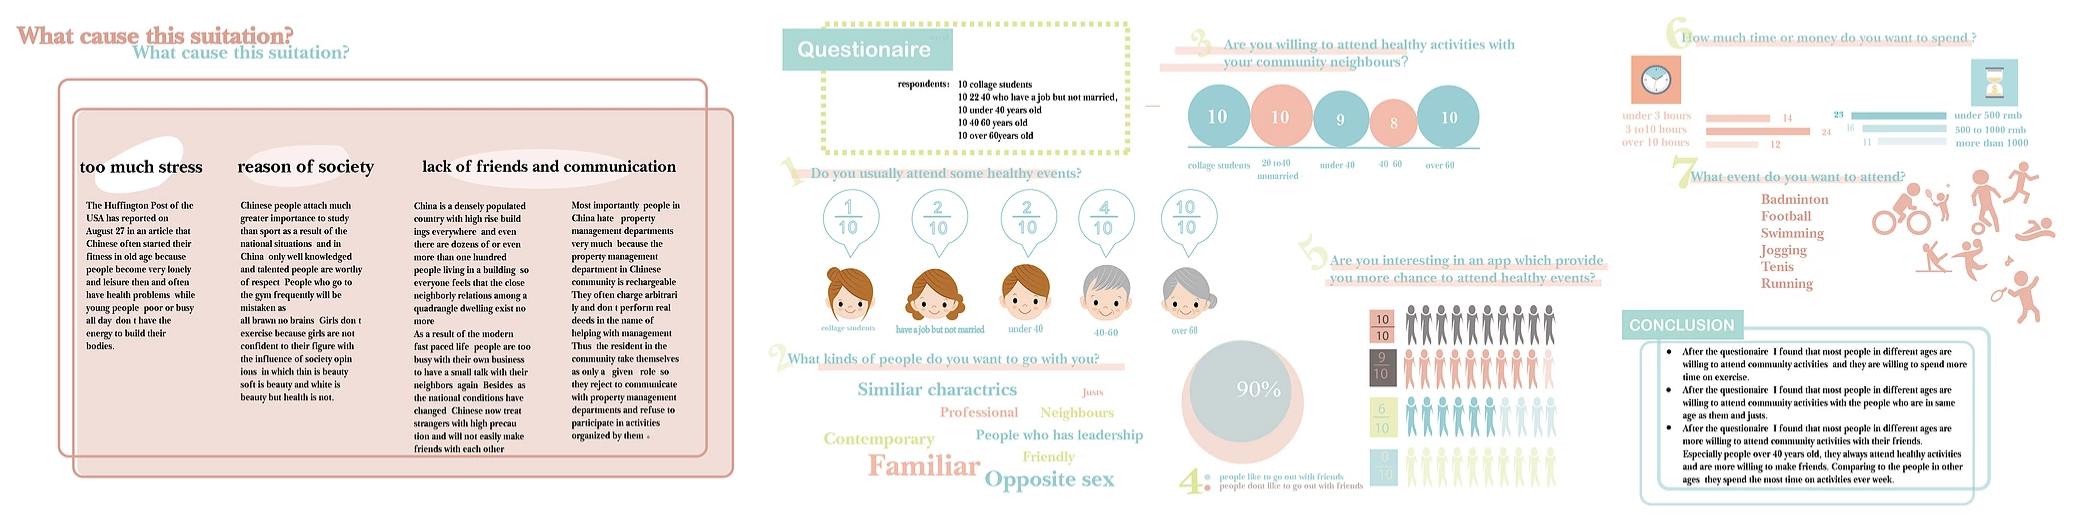 What cause this suitation?
What cause this suitation?
too much stress
The Huffington Post of the
USA has reported on
August 27 in an article that
Chinese often started their
fitness in old age because
people become very lonely
and leisure then and often
have health problems while
young people poor or busy
all day don t have the
energy to build their
bodies.
reason of society
Chinese people attach much
greater importance to study
than sport as a result of the
national situations and in
China only well knowledged
and talented people are worthy
of respect People who go to
the gym frequently will be
mistaken as
all brawn no brains Girls don t
exercise because girls are not
confident to their figure with
the influence of society opin
ions in which thin is beauty
soft is beauty and white is
beauty but health is not.
lack of friends and communication
China is a densely populated
country with high rise build
ings everywhere and even
there are dozens of or even
more than one hundred
people living in a building so
everyone feels that the close
neighborly relations among a
quadrangle dwelling exist no
more
As a result of the modern
fast paced life people are too
busy with their own business
to have a small talk with their
neighbors again Besides as
the national conditions have
changed Chinese now treat
strangers with high precau
tion and will not easily make
friends with each other
Most importantly people in
China hate property
management departments
very much because the
property management
department in Chinese
community is rechargeable
They often charge arbitrari
ly and don t perform real
deeds in the name of
helping with management
Thus the resident in the
community take themselves
as only a given role so
they reject to communicate
with property management
departments and refuse to
participate in activities
organized by them 。
Questionaire
respondents: 10 collage students
10 22 40 who have a job but not married,
10 under 40 years old
10 40 60 years old
10 over 60years old
1 Do you usually attend some healthy events?
1/10
2/10
2/10
4/10
10/10
collage students
have a job but not married
under 40
40-60
over 60
2 What kinds of people do you want to go with you?
Similiar charactrics
Justs
Professional
Neighbours
Contemporary
People who has leadership
Friendly
Familiar
Opposite sex
3 Are you willing to attend healthy activities with
your community neighbours?
10
10
9
8
10
collage students
20 to40
unmarried
under 40
40 60
over 60
90%
4
people like to go out with friends
people dont like to go out with friends
5 Are you interesting in an app which provide
you more chance to attend healthy events?
10/10
9/10
6/10
0/10
6 How much time or money do you want to spend ?
under 3 hours
3 to10 hours
over 10 hours
14
24
12
23
16
11
under 500 rmb
500 to 1000 rmb
more than 1000
7 What event do you want to attend?
Badminton
Football
Swimming
Jogging
Tenis
Running
CONCLUSION
• After the questionaire I found that most people in different ages are
willing to attend community activities and they are willing to spend more
time on exercise.
• After the questionaire I found that most people in different ages are
willing to attend community activities with the people who are in same
age as them and justs.
• After the questionaire I found that most people in different ages are
more willing to attend community activities with their friends.
Especially people over 40 years old, they always attend healthy activities
and are more willing to make friends. Comparing to the people in other
ages they spend the most time on activities ever week.